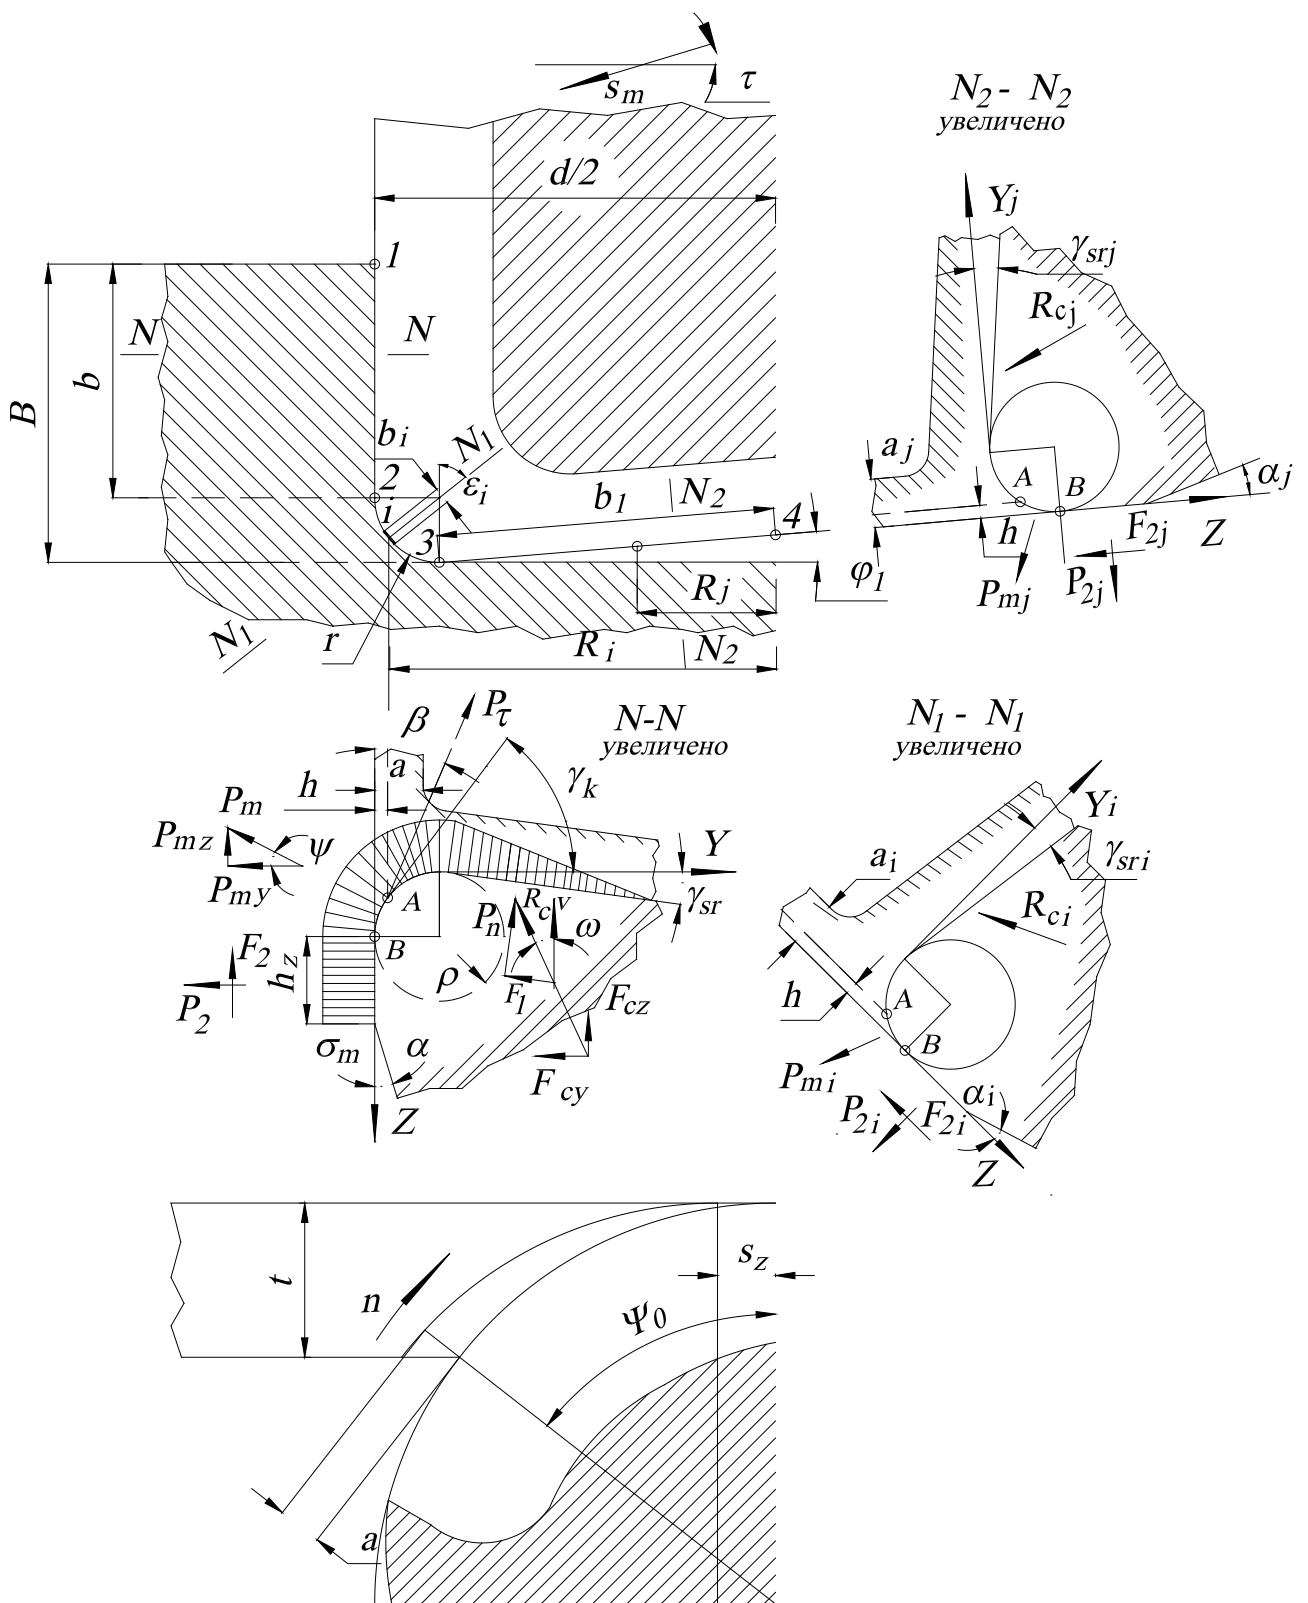 s_m
τ
N₂ - N₂
увеличено
d/2
Y_j
γ_srj
1
R_cj
N
N
b
B
b_i
N₁
a_j
A
B
α_j
2
ε_i
i
b₁
N₂
4
h
F_2j
Z
3
φ₁
P_mj
P_2j
R_j
N₁
r
R_i
N₂
β
P_τ
N-N
увеличено
N₁ - N₁
увеличено
a
h
γ_k
P_m
P_mz
ψ
P_my
Y
Y_i
a_i
γ_sri
γ_sr
A
P_n
R_c
v
ω
R_ci
F₂
h_z
B
ρ
F₁
F_cz
h
A
B
P₂
σ_m
α
F_cy
P_mi
Z
P_2i
F_2i
α_i
Z
t
s_z
n
Ψ₀
a